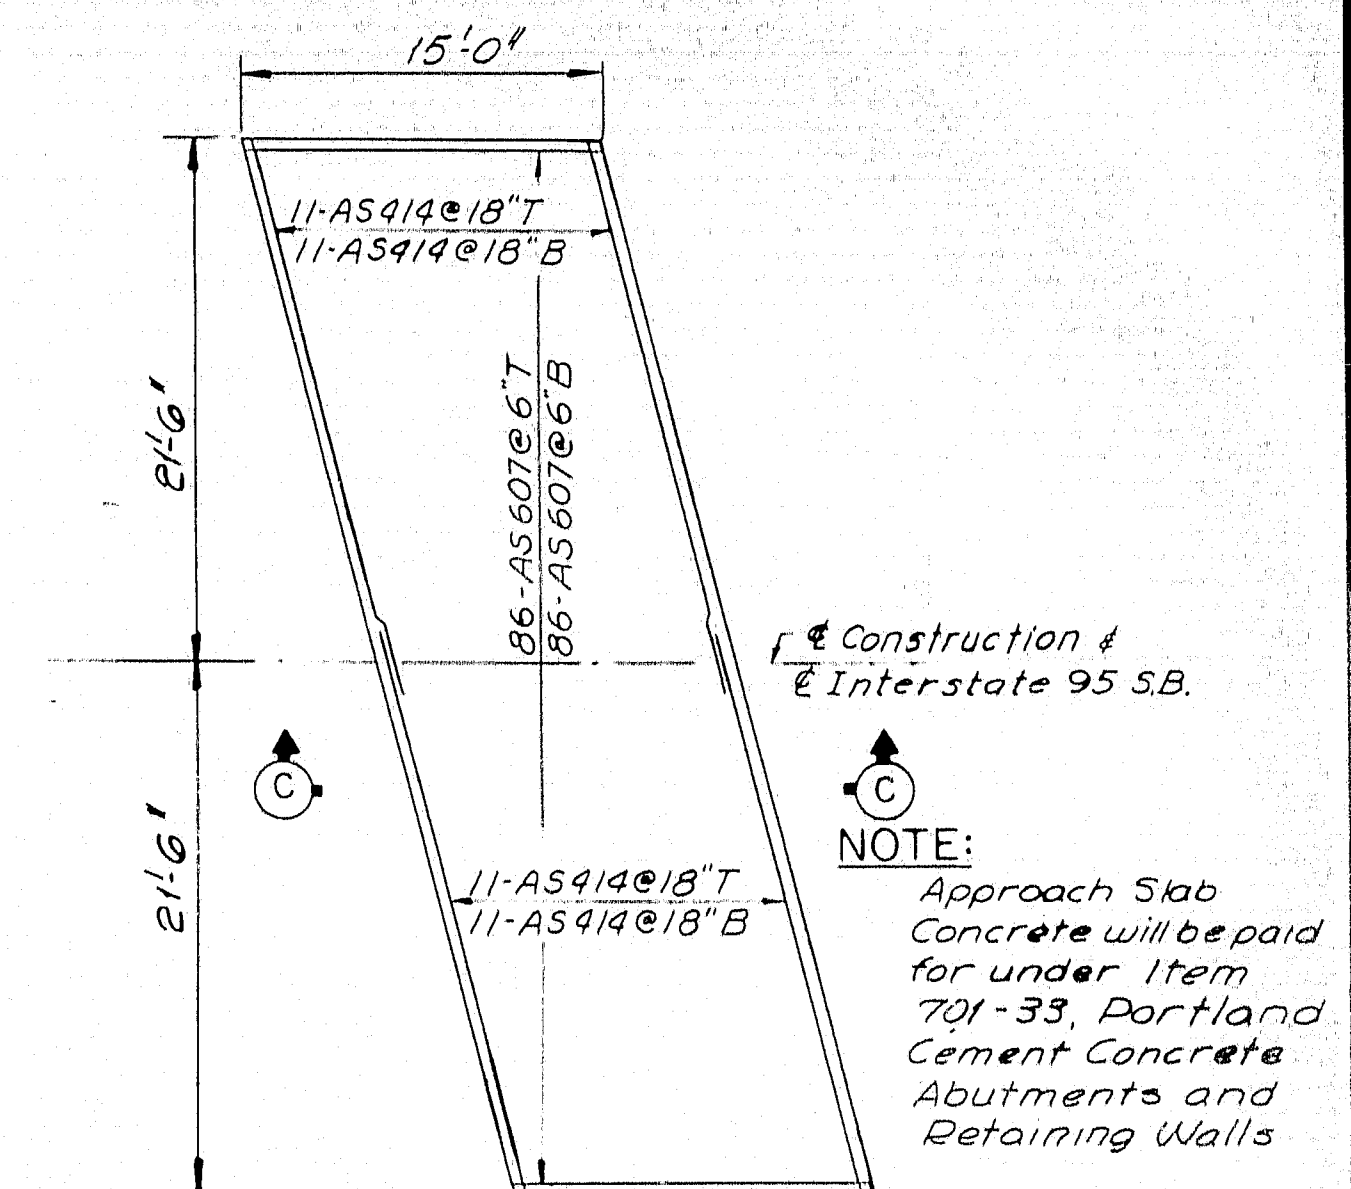 15'-0"
11-AS414@18"T
11-AS414@18"B
21'-6"
86-AS607@6"T
86-AS607@6"B
℄ Construction &
℄ Interstate 95 S.B.
C
C
NOTE:
Approach Slab
Concrete will be paid
for under Item
701-33, Portland
Cement Concrete
Abutments and
Retaining Walls
21'-6"
11-AS414@18"T
11-AS414@18"B